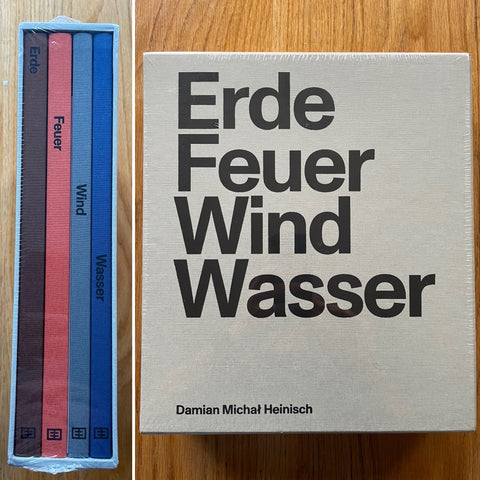 Erde
Feuer
Wind
Wasser
Erde
Feuer
Wind
Wasser
Damian Michał Heinisch